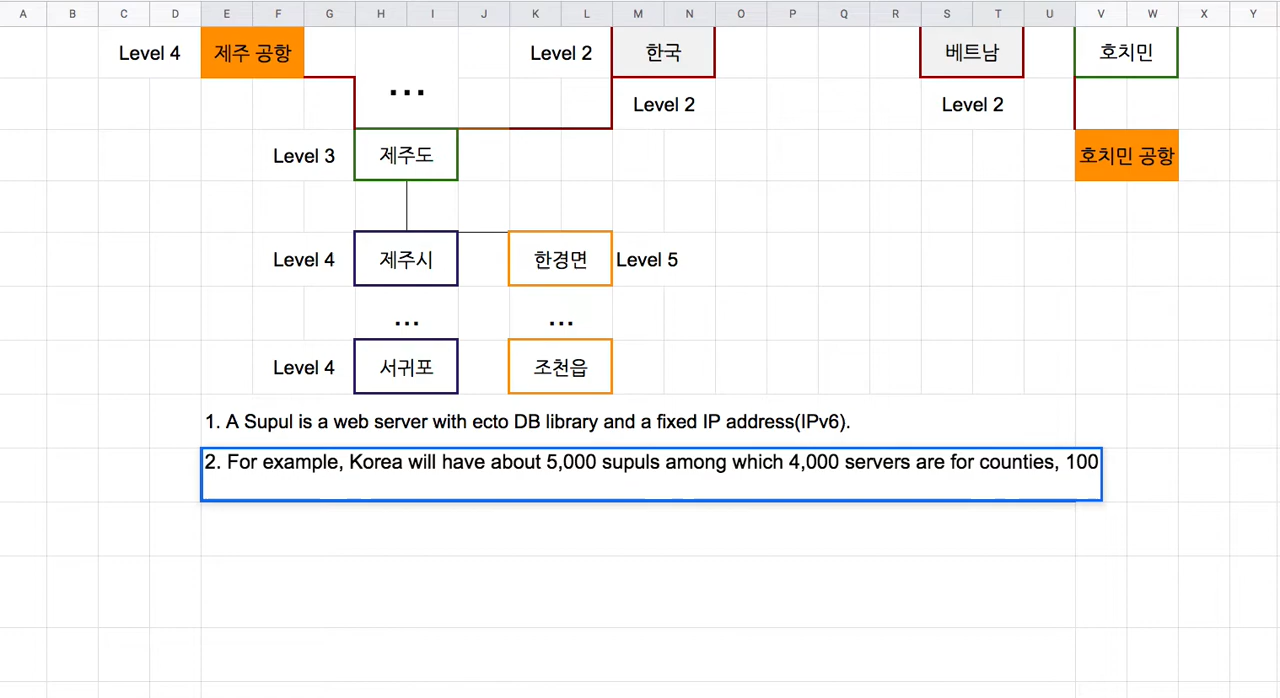 A B C D E F G H I J K L M N O P Q R S T U V W X Y
Level 4 제주 공항 Level 2 한국 베트남 호치민
...
Level 2 Level 2
Level 3 제주도 호치민 공항
Level 4 제주시 한경면 Level 5
... ...
Level 4 서귀포 조천읍
1. A Supul is a web server with ecto DB library and a fixed IP address(IPv6).
2. For example, Korea will have about 5,000 supuls among which 4,000 servers are for counties, 100